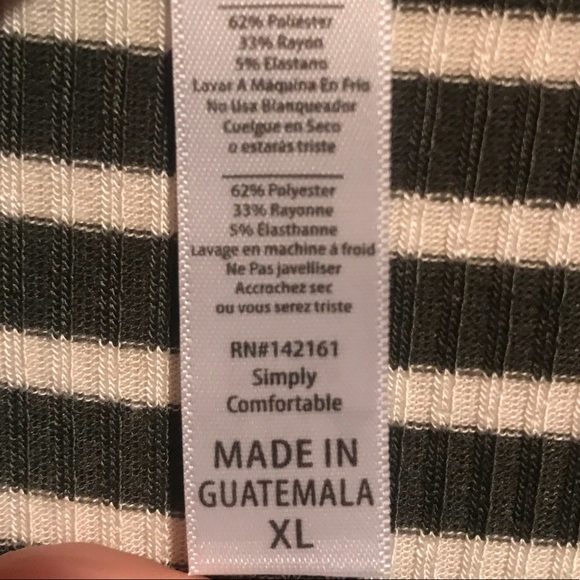 62% Poliéster
33% Rayon
5% Elastano
Lavar A Máquina En Frio
No Usa Blanqueador
Cuelgue en Seco
o estarás triste
62% Polyester
33% Rayonne
5% Élasthanne
Lavage en machine á froid
Ne Pas javelliser
Accrochez sec
ou vous serez triste
RN#142161
Simply
Comfortable
MADE IN
GUATEMALA
XL